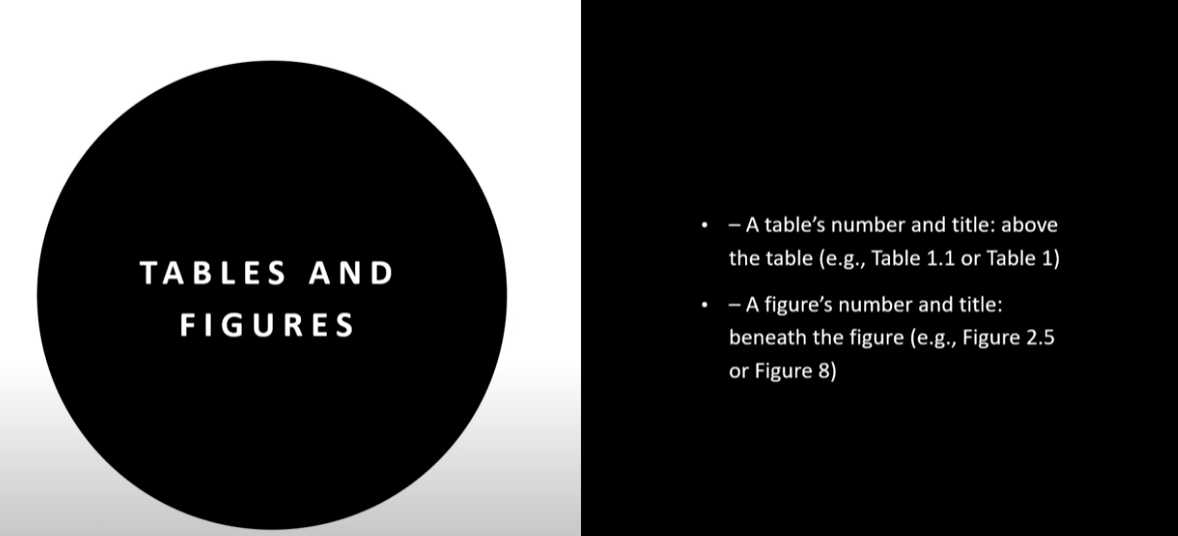 TABLES AND
FIGURES
• – A table’s number and title: above
the table (e.g., Table 1.1 or Table 1)
• – A figure’s number and title:
beneath the figure (e.g., Figure 2.5
or Figure 8)